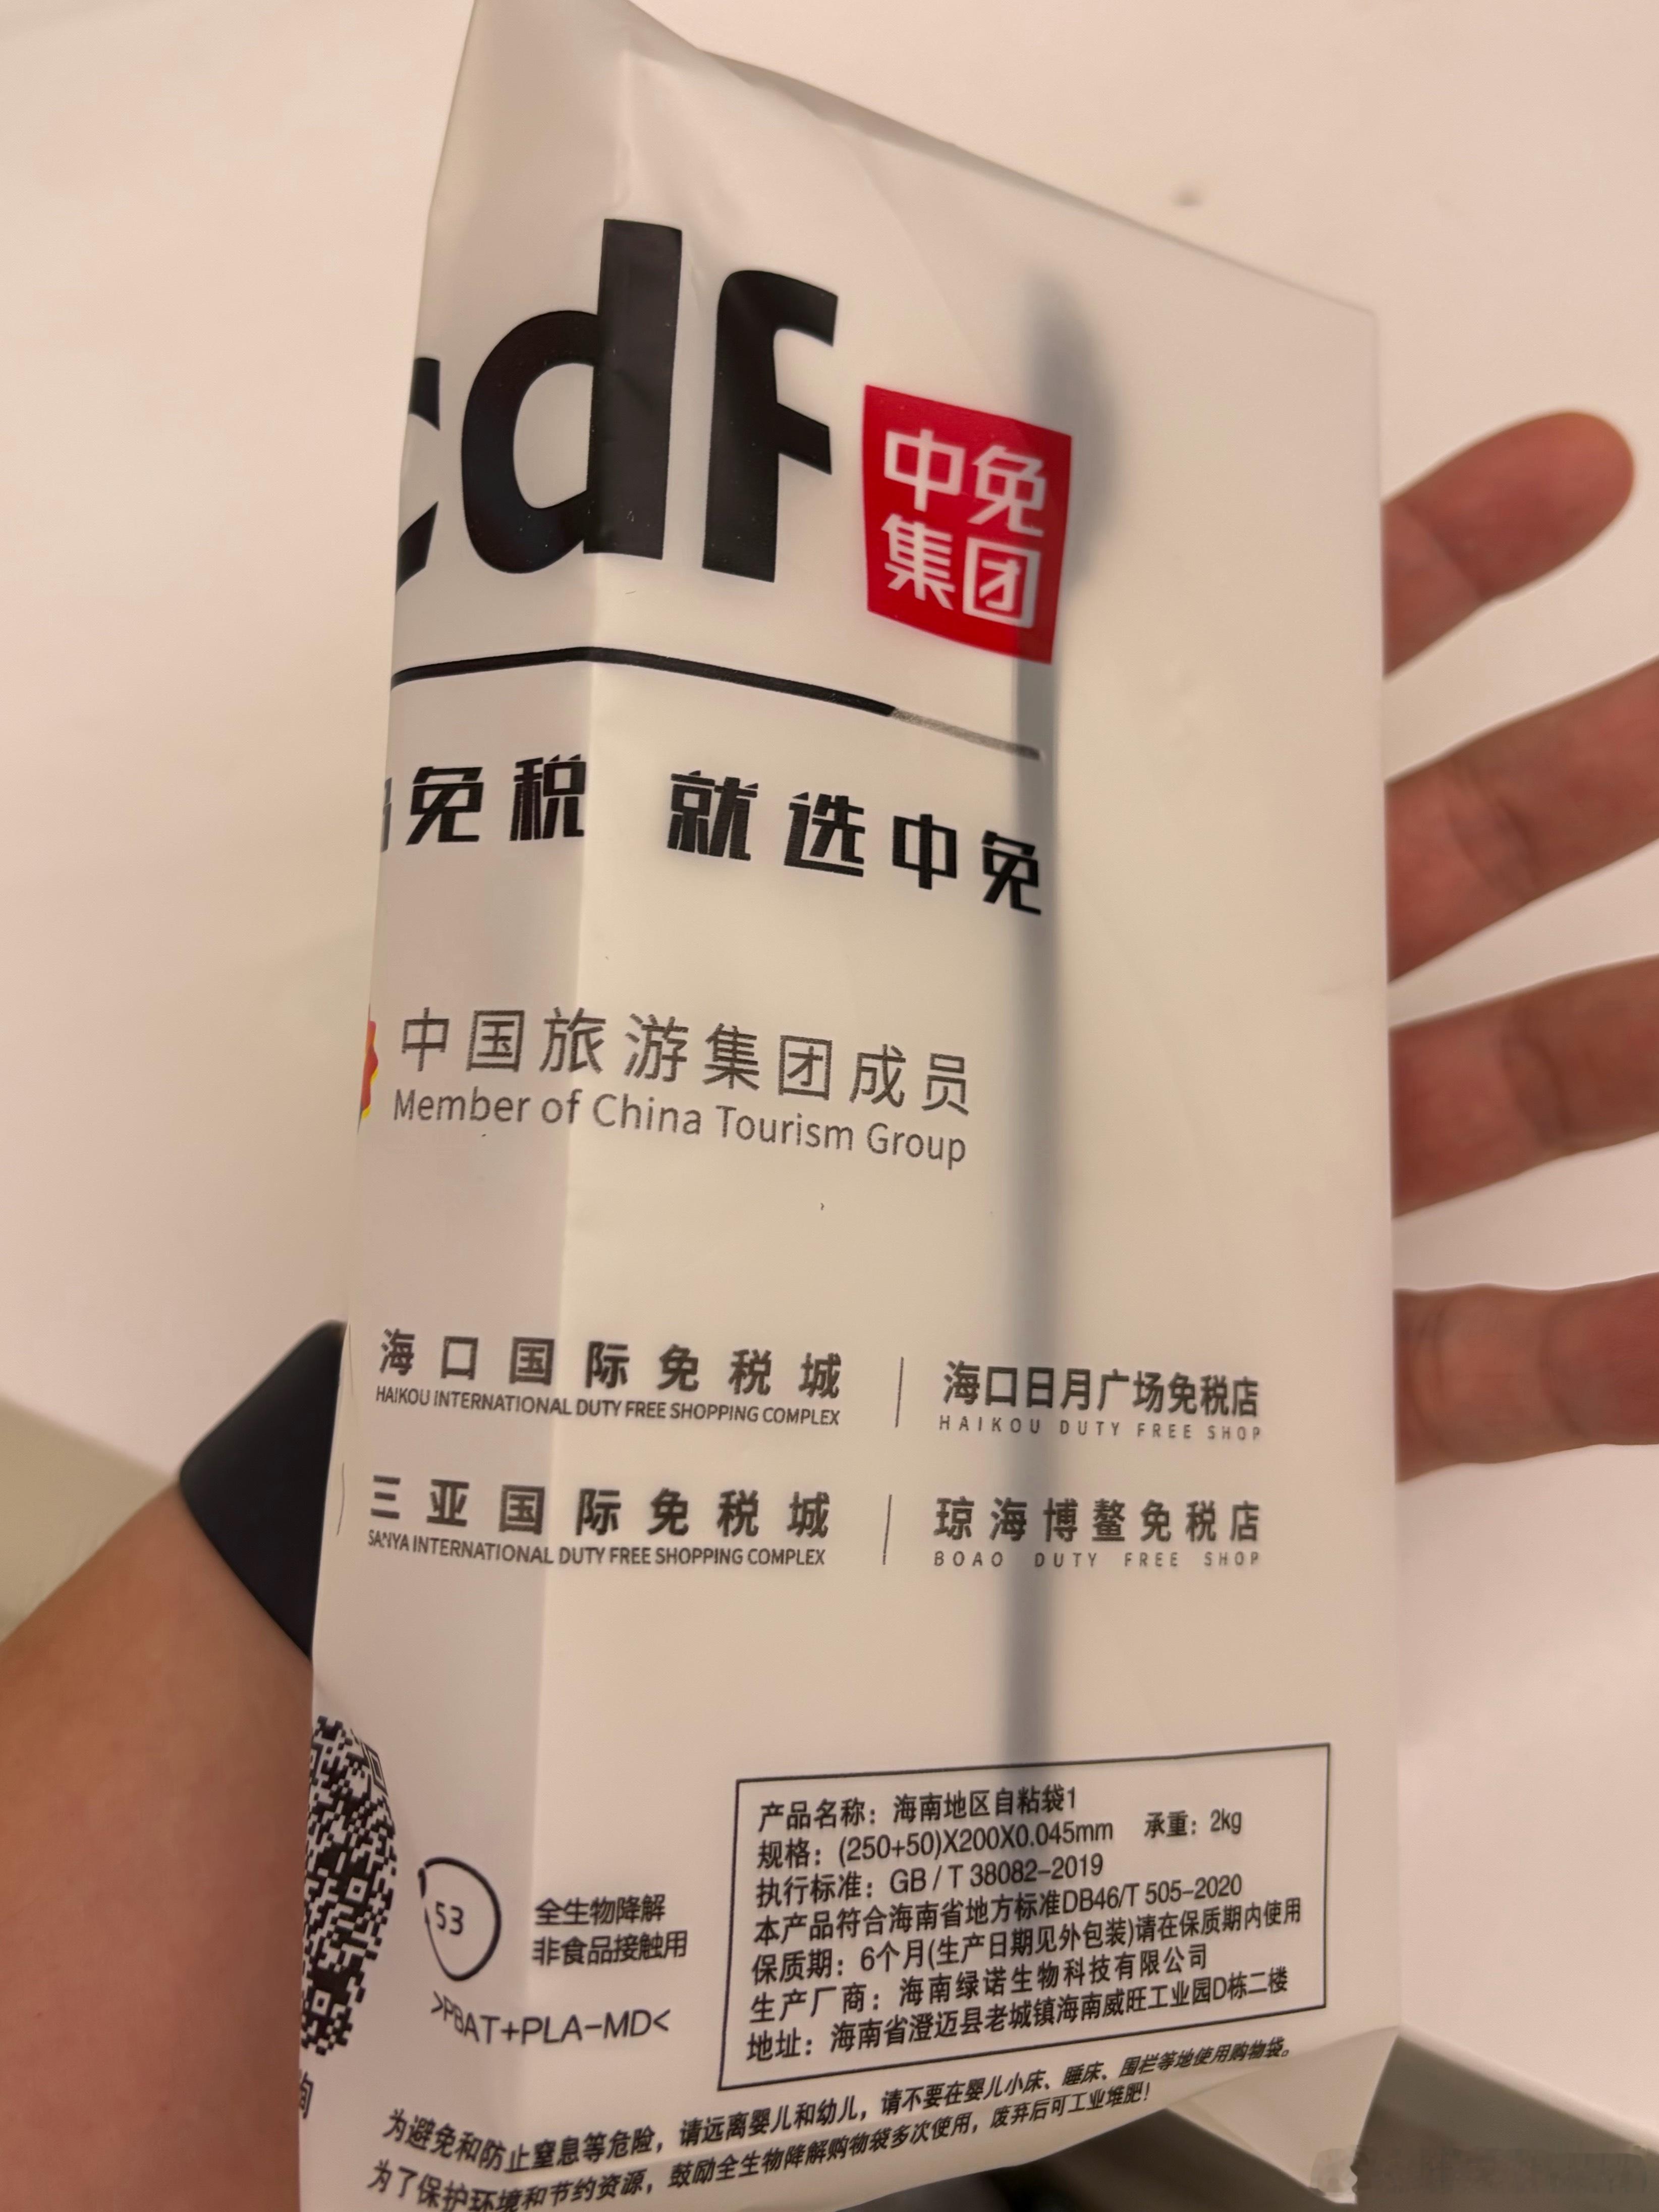 cdf
中免
集团
免税 就选中免
中国旅游集团成员
Member of China Tourism Group
海口国际免税城 海口日月广场免税店
HAIKOU INTERNATIONAL DUTY FREE SHOPPING COMPLEX HAIKOU DUTY FREE SHOP
三亚国际免税城 琼海博鳌免税店
SANYA INTERNATIONAL DUTY FREE SHOPPING COMPLEX BOAO DUTY FREE SHOP
产品名称：海南地区自粘袋1
规格：(250+50)X200X0.045mm 承重：2kg
执行标准：GB/T 38082-2019
本产品符合海南省地方标准DB46/T 505-2020
保质期：6个月(生产日期见外包装)请在保质期内使用
生产厂商：海南绿诺生物科技有限公司
地址：海南省澄迈县老城镇海南威旺工业园D栋二楼
53
全生物降解
非食品接触用
>PBAT+PLA-MD<
为避免和防止窒息等危险，请远离婴儿和幼儿，请不要在婴儿小床、睡床、围栏等地使用购物袋。
为了保护环境和节约资源，鼓励全生物降解购物袋多次使用，废弃后可工业堆肥！